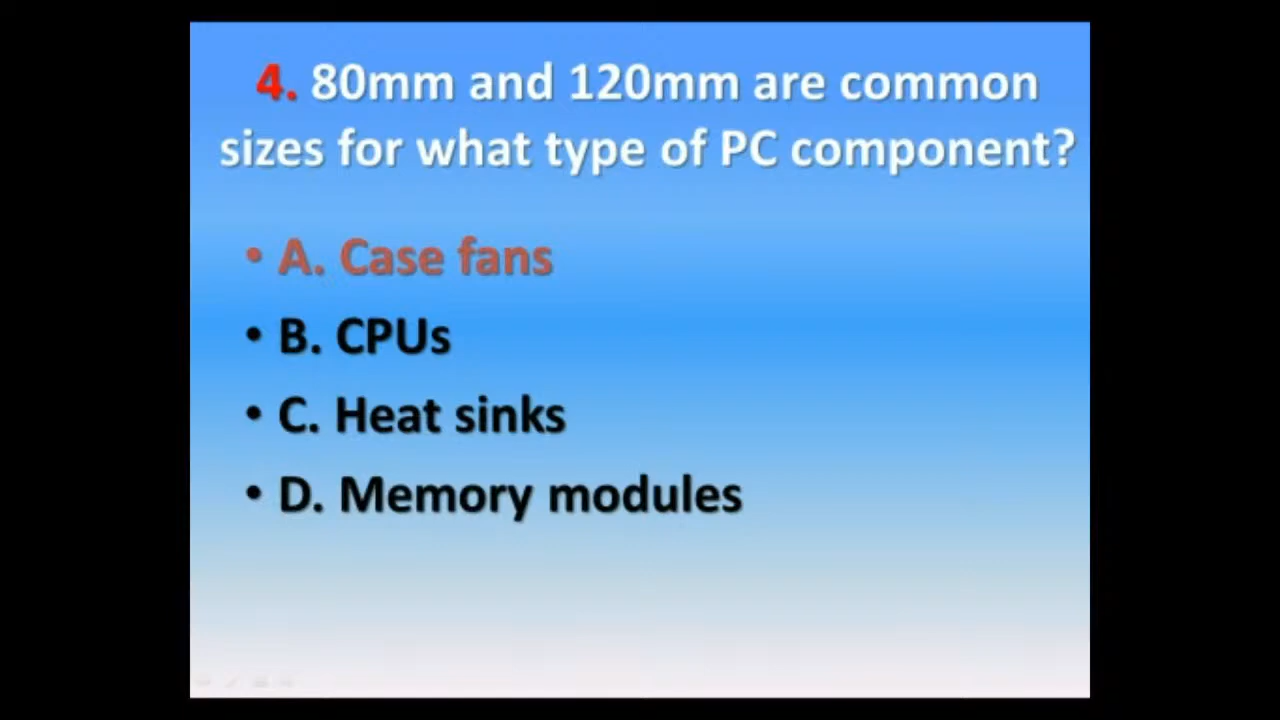 4. 80mm and 120mm are common
sizes for what type of PC component?
• A. Case fans
• B. CPUs
• C. Heat sinks
• D. Memory modules